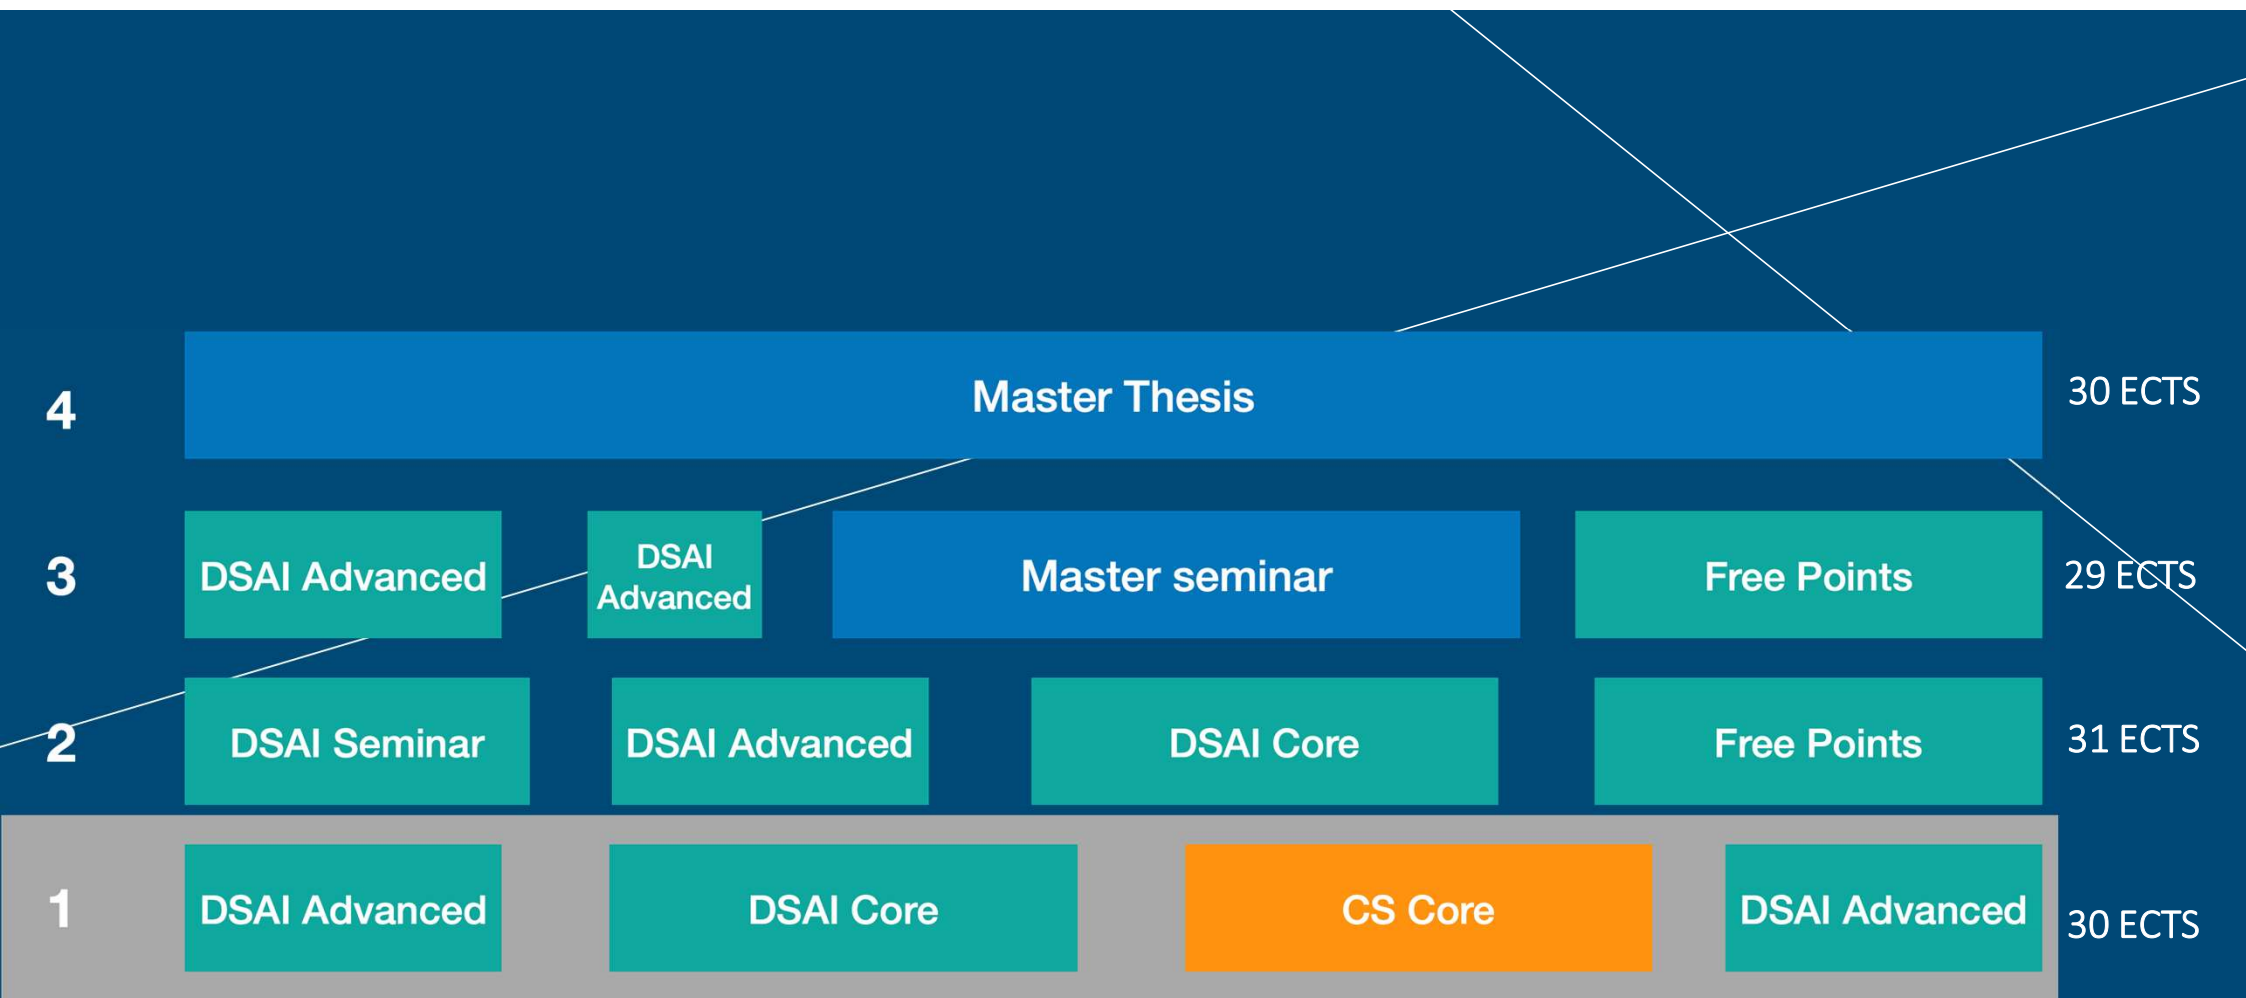 4
Master Thesis
30 ECTS
3
DSAI Advanced
DSAI
Advanced
Master seminar
Free Points
29 ECTS
2
DSAI Seminar
DSAI Advanced
DSAI Core
Free Points
31 ECTS
1
DSAI Advanced
DSAI Core
CS Core
DSAI Advanced
30 ECTS